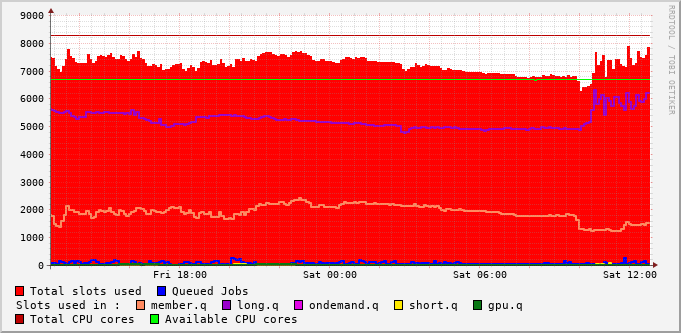 9000
8000
7000
6000
5000
4000
3000
2000
1000
0
Fri 18:00 Sat 00:00 Sat 06:00 Sat 12:00
Total slots used Queued Jobs
Slots used in : member.q long.q ondemand.q short.q gpu.q
Total CPU cores Available CPU cores
RRDTOOL / TOBI OETIKER